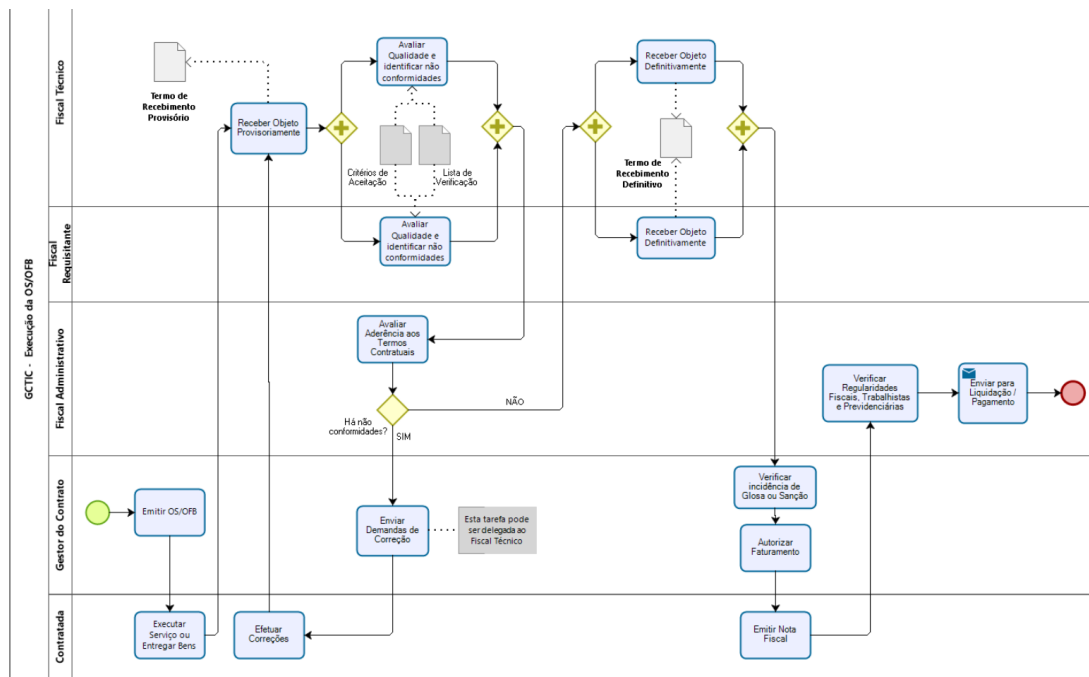 GCTIC - Execução da OS/OFB
Fiscal Técnico
Termo de
Recebimento
Provisório
Receber Objeto
Provisoriamente
Avaliar
Qualidade e
identificar não
conformidades
Critérios de
Aceitação
Lista de
Verificação
Receber Objeto
Definitivamente
Termo de
Recebimento
Definitivo
Fiscal
Requisitante
Avaliar
Qualidade e
identificar não
conformidades
Receber Objeto
Definitivamente
Fiscal Administrativo
Avaliar
Aderência aos
Termos
Contratuais
Há não
conformidades?
NÃO
SIM
Verificar
Regularidades
Fiscais, Trabalhistas
e Previdenciárias
Enviar para
Liquidação /
Pagamento
Gestor do Contrato
Emitir OS/OFB
Enviar
Demandas de
Correção
Esta tarefa pode
ser delegada ao
Fiscal Técnico
Verificar
incidência de
Glosa ou Sanção
Autorizar
Faturamento
Contratada
Executar
Serviço ou
Entregar Bens
Efetuar
Correções
Emitir Nota
Fiscal